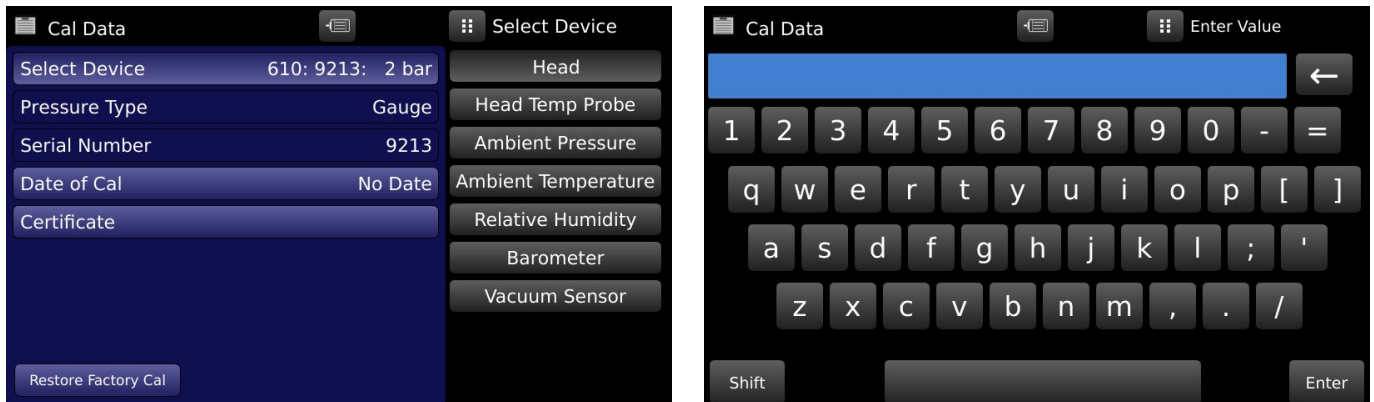 Cal Data
Select Device
Select Device 610: 9213: 2 bar
Pressure Type Gauge
Serial Number 9213
Date of Cal No Date
Certificate
Restore Factory Cal
Head
Head Temp Probe
Ambient Pressure
Ambient Temperature
Relative Humidity
Barometer
Vacuum Sensor
Cal Data
Enter Value
←
1 2 3 4 5 6 7 8 9 0 - =
q w e r t y u i o p [ ]
a s d f g h j k l ; '
z x c v b n m , . /
Shift Enter